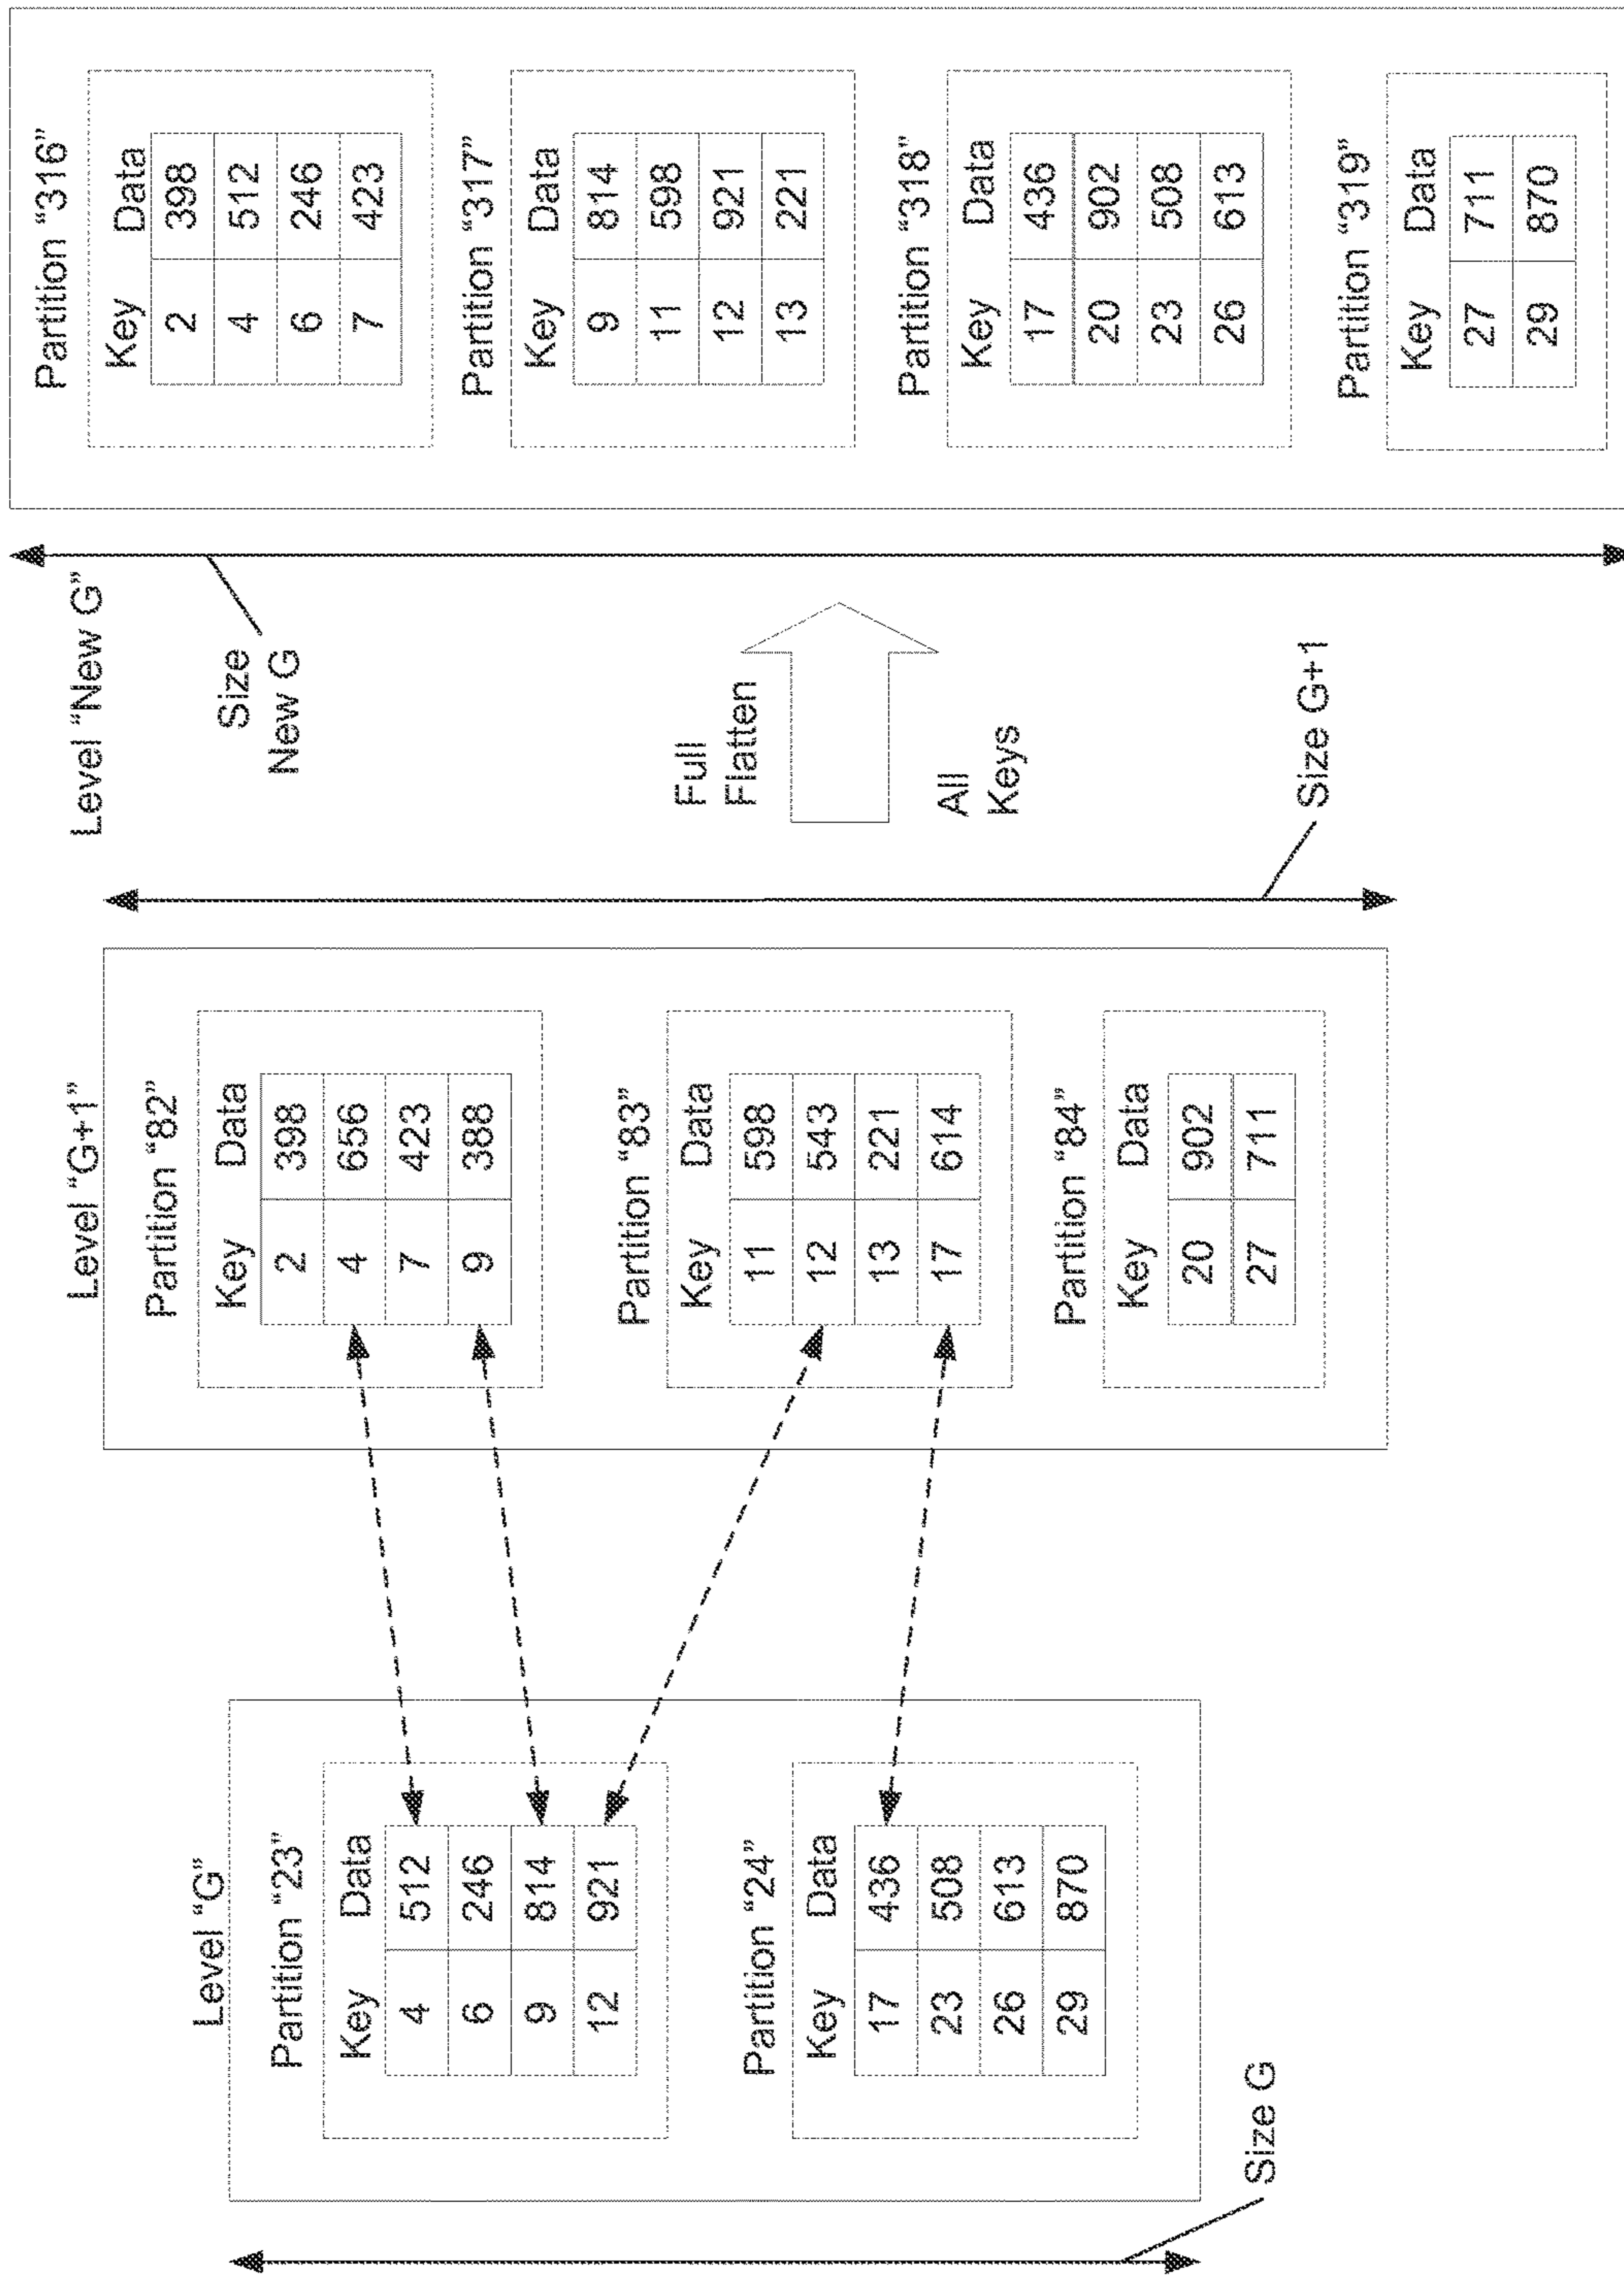 Level "G"
Partition "23"
Key Data
4 512
6 246
9 814
12 921
Partition "24"
Key Data
17 436
23 508
26 613
29 870
Size G
Level "G+1"
Partition "82"
Key Data
2 398
4 656
7 423
9 388
Partition "83"
Key Data
11 598
12 543
13 221
17 614
Partition "84"
Key Data
20 902
27 711
Size G+1
Full
Flatten
All
Keys
Level "New G"
Size
New G
Partition "316"
Key Data
2 398
4 512
6 246
7 423
Partition "317"
Key Data
9 814
11 598
12 921
13 221
Partition "318"
Key Data
17 436
20 902
23 508
26 613
Partition "319"
Key Data
27 711
29 870